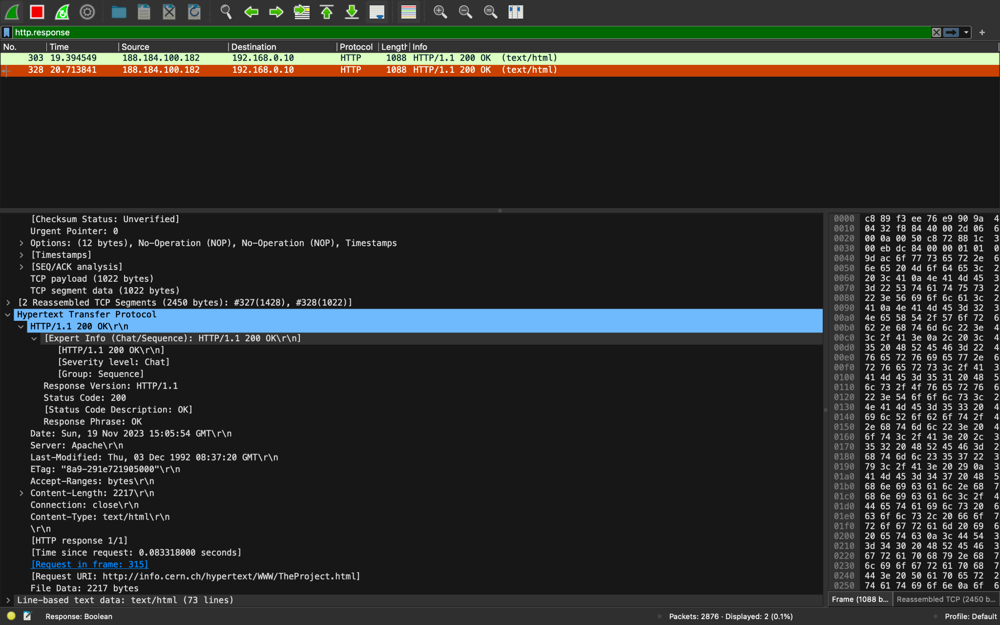 http.response
No. Time Source Destination Protocol Length Info
303 19.394549 188.184.100.182 192.168.0.10 HTTP 1088 HTTP/1.1 200 OK (text/html)
328 20.713841 188.184.100.182 192.168.0.10 HTTP 1088 HTTP/1.1 200 OK (text/html)
[Checksum Status: Unverified]
Urgent Pointer: 0
Options: (12 bytes), No-Operation (NOP), No-Operation (NOP), Timestamps
[Timestamps]
[SEQ/ACK analysis]
TCP payload (1022 bytes)
TCP segment data (1022 bytes)
[2 Reassembled TCP Segments (2450 bytes): #327(1428), #328(1022)]
Hypertext Transfer Protocol
HTTP/1.1 200 OK\r\n
[Expert Info (Chat/Sequence): HTTP/1.1 200 OK\r\n]
[HTTP/1.1 200 OK\r\n]
[Severity level: Chat]
[Group: Sequence]
Response Version: HTTP/1.1
Status Code: 200
[Status Code Description: OK]
Response Phrase: OK
Date: Sun, 19 Nov 2023 15:05:54 GMT\r\n
Server: Apache\r\n
Last-Modified: Thu, 03 Dec 1992 08:37:20 GMT\r\n
ETag: "8a9-291e721905000"\r\n
Accept-Ranges: bytes\r\n
Content-Length: 2217\r\n
Connection: close\r\n
Content-Type: text/html\r\n
\r\n
[HTTP response 1/1]
[Time since request: 0.083318000 seconds]
[Request in frame: 315]
[Request URI: http://info.cern.ch/hypertext/WWW/TheProject.html]
File Data: 2217 bytes
Line-based text data: text/html (73 lines)
0000 c8 89 f3 ee 76 e9 90 9a 4
0010 04 32 f8 84 40 00 2d 06 6
0020 00 0a 00 50 c8 72 88 1c 3
0030 00 eb dc 84 00 00 01 01 0
0040 9d ac 6f 77 73 65 72 2e 6
0050 6e 65 20 4d 6f 64 65 3c 2
0060 20 3c 41 0a 4e 41 4d 45 3
0070 3d 22 53 74 61 74 75 73 2
0080 22 3e 56 69 6f 6c 61 3c 2
0090 41 0a 4e 41 4d 45 3d 32 3
00a0 4e 65 58 54 2f 57 6f 72 6
00b0 62 2e 68 74 6d 6c 22 3e 4
00c0 3c 2f 41 3e 0a 2c 20 3c 4
00d0 35 20 48 52 45 46 3d 22 4
00e0 76 65 72 76 69 65 77 2e 6
00f0 72 76 65 72 73 3c 2f 41 3
0100 41 4d 45 3d 35 31 20 48 5
0110 6c 73 2f 4f 76 65 72 76 6
0120 22 3e 54 6f 6f 6c 73 3c 2
0130 4e 41 4d 45 3d 35 33 20 4
0140 69 6c 52 6f 62 6f 74 2f 4
0150 2e 68 74 6d 6c 22 3e 20 4
0160 6f 74 3c 2f 41 3e 20 2c 3
0170 35 32 20 48 52 45 46 3d 2
0180 68 74 6d 6c 23 35 37 22 3
0190 79 3c 2f 41 3e 20 29 0a 3
01a0 41 4d 45 3d 34 37 20 48 5
01b0 68 6e 69 63 61 6c 2e 68 7
01c0 68 6e 69 63 61 6c 3c 2f 4
01d0 44 65 74 61 69 6c 73 20 6
01e0 63 6f 6c 73 2c 20 66 6f 7
01f0 72 6f 67 72 61 6d 20 69 6
0200 20 65 74 63 0a 3c 44 54 3
0210 3d 34 30 20 48 52 45 46 3
0220 67 72 61 70 68 79 2e 68 7
0230 6c 69 6f 67 72 61 70 68 7
0240 44 3e 20 50 61 70 65 72 2
0250 74 61 74 69 6f 6e 0a 6f 6
Frame (1088 b... Reassembled TCP (2450 b...
Response: Boolean Packets: 2876 · Displayed: 2 (0.1%) Profile: Default